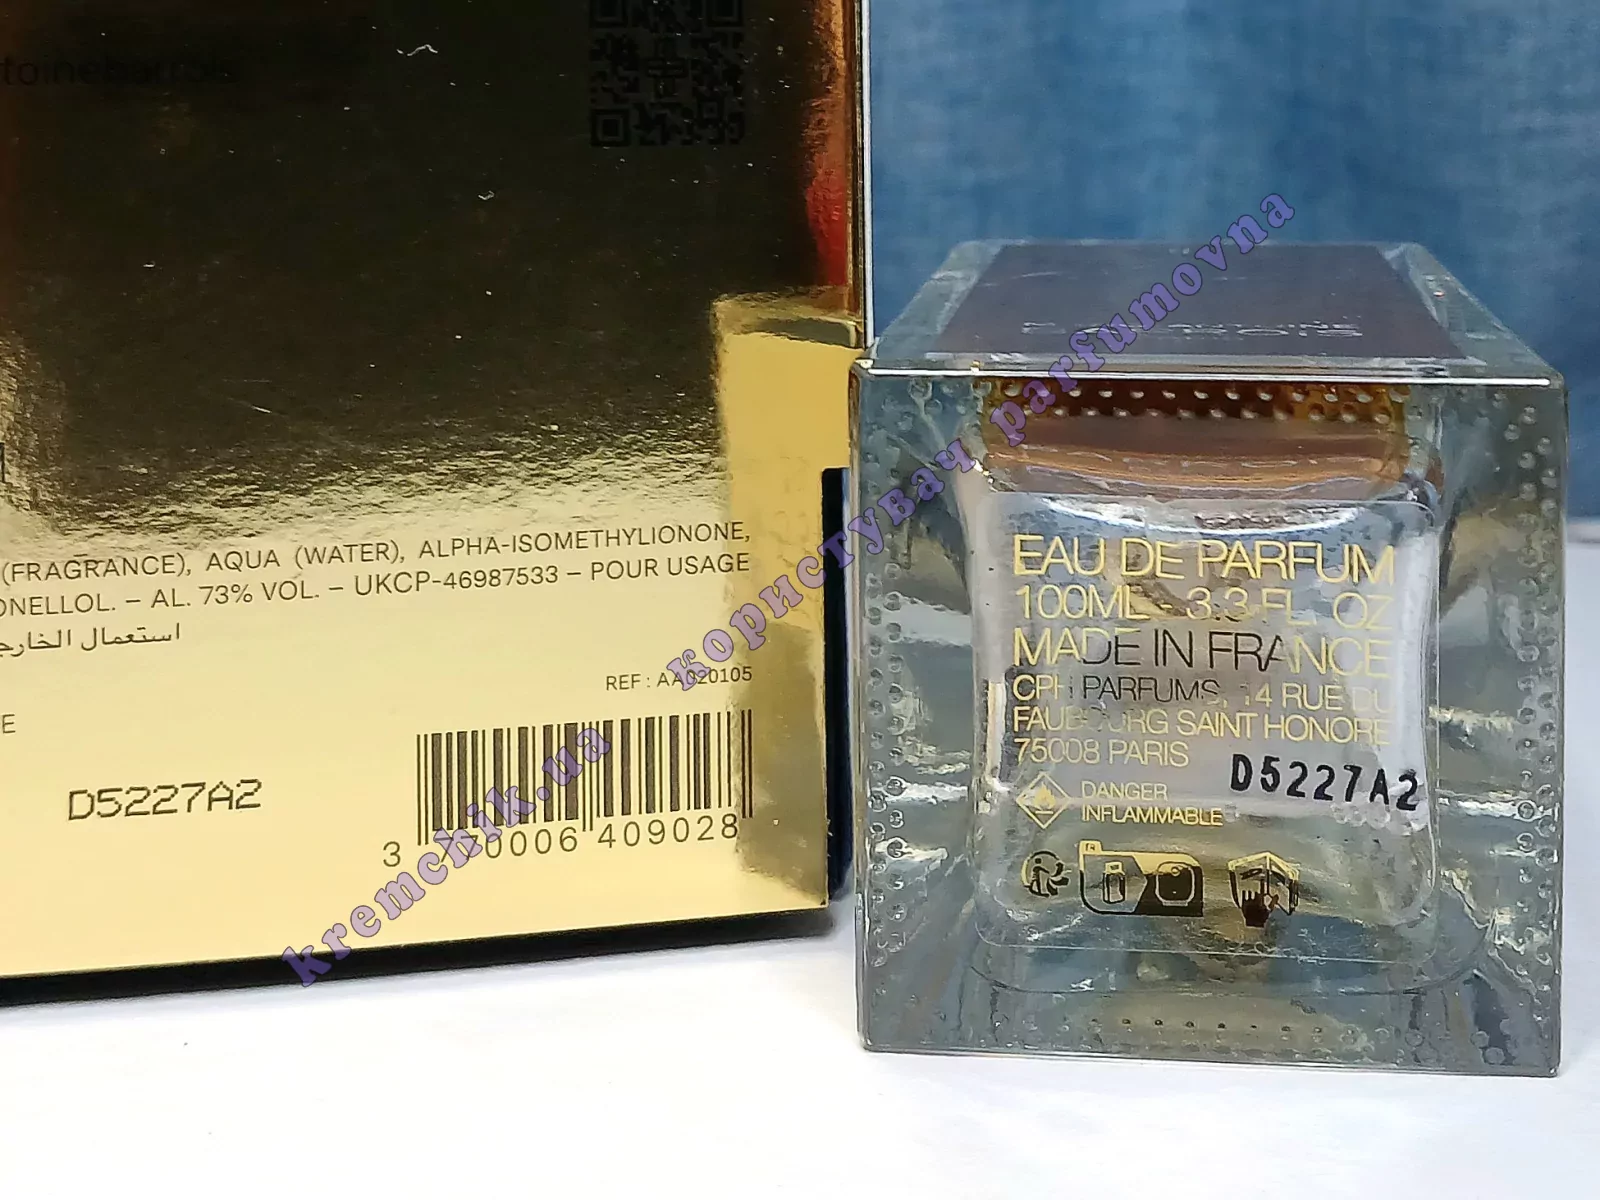 (FRAGRANCE), AQUA (WATER), ALPHA-ISOMETHYLIONONE,
ONELLOL. – AL. 73% VOL. – UKCP-46987533 – POUR USAGE
استعمال الخارج
REF : AA020105
E
D5227A2
3 770006 409028
EAU DE PARFUM
100ML - 3.3 FL. OZ
MADE IN FRANCE
CPH PARFUMS, 14 RUE DU
FAUBOURG SAINT HONORE
75008 PARIS
D5227A2
DANGER
INFLAMMABLE
kremchik.ua користувач parfumovna